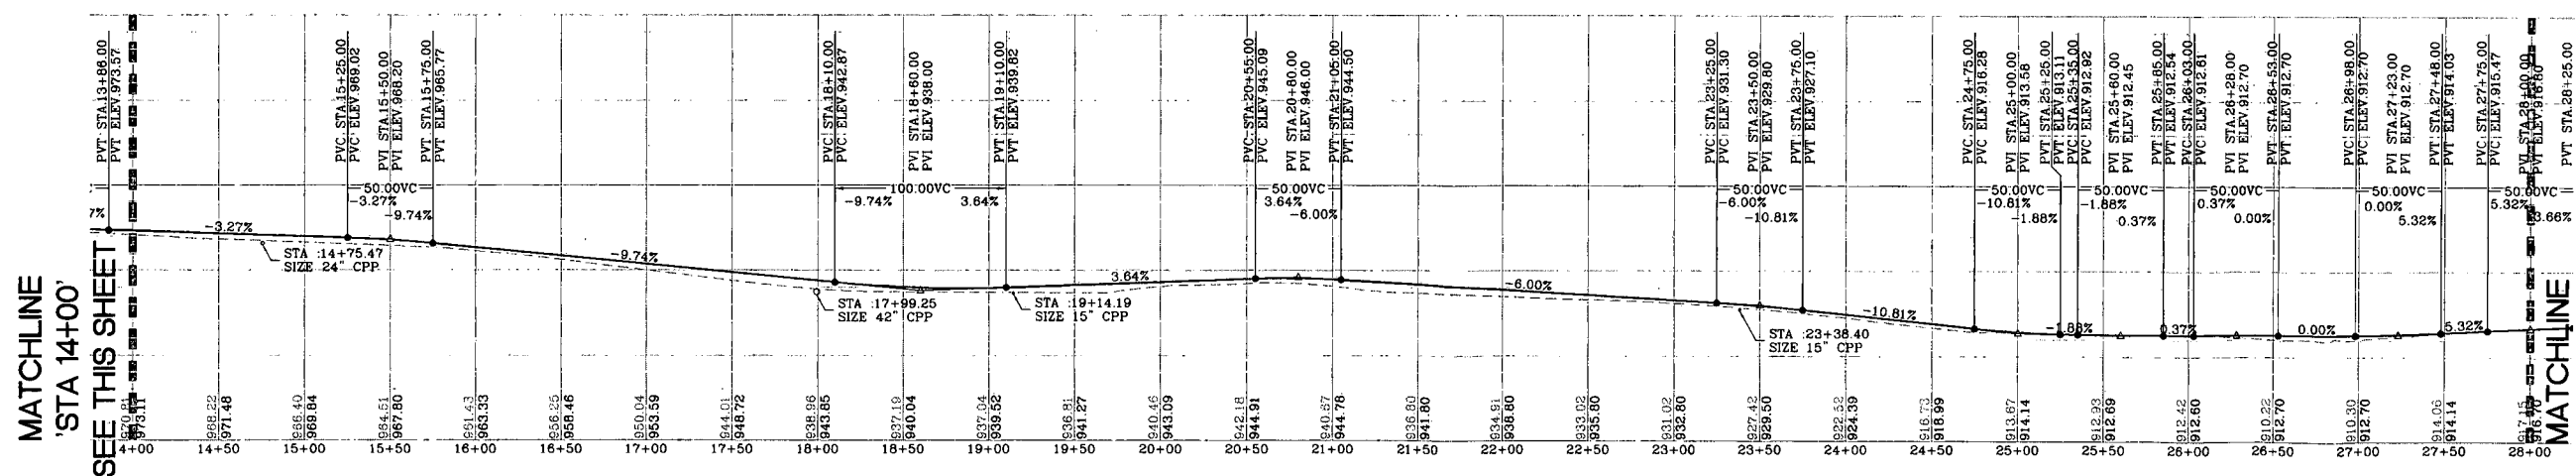 MATCHLINE
'STA 14+00'
SEE THIS SHEET
PVT STA.13+86.00
PVT ELEV.973.57
PVC STA.15+25.00
PVC ELEV.969.02
PVI STA.15+50.00
PVI ELEV.968.20
PVT STA.15+75.00
PVT ELEV.965.77
PVC STA.18+10.00
PVC ELEV.942.87
PVI STA.18+60.00
PVI ELEV.938.00
PVT STA.19+10.00
PVT ELEV.939.82
PVC STA.20+55.00
PVC ELEV.945.09
PVI STA.20+80.00
PVI ELEV.946.00
PVT STA.21+05.00
PVT ELEV.944.50
PVC STA.23+25.00
PVC ELEV.931.30
PVI STA.23+50.00
PVI ELEV.929.80
PVT STA.23+75.00
PVT ELEV.927.10
PVC STA.24+75.00
PVC ELEV.916.28
PVI STA.25+00.00
PVI ELEV.913.58
PVT STA.25+25.00
PVT ELEV.913.11
PVC STA.25+35.00
PVC ELEV.912.92
PVI STA.25+60.00
PVI ELEV.912.45
PVT STA.25+85.00
PVT ELEV.912.54
PVC STA.26+03.00
PVC ELEV.912.61
PVI STA.26+28.00
PVI ELEV.912.70
PVT STA.26+53.00
PVT ELEV.912.70
PVC STA.26+98.00
PVC ELEV.912.70
PVI STA.27+23.00
PVI ELEV.912.70
PVT STA.27+48.00
PVT ELEV.914.03
PVC STA.27+75.00
PVC ELEV.915.47
PVI STA.28+00.00
PVI ELEV.916.80
PVT STA.28+25.00
50.00VC
-3.27%
-9.74%
100.00VC
-9.74%
3.64%
50.00VC
3.64%
-6.00%
50.00VC
-6.00%
-10.81%
50.00VC
-10.81%
-1.88%
50.00VC
-1.88%
0.37%
50.00VC
0.37%
0.00%
50.00VC
0.00%
5.32%
50.00VC
5.32%
3.66%
7%
-3.27%
-9.74%
3.64%
-6.00%
-10.81%
-1.88%
0.37%
0.00%
5.32%
STA :14+75.47
SIZE 24" CPP
STA :17+99.25
SIZE 42" CPP
STA :19+14.19
SIZE 15" CPP
STA :23+38.40
SIZE 15" CPP
973.11
968.22
971.48
966.40
969.84
964.51
967.80
951.43
963.33
956.25
958.46
950.04
953.59
944.01
948.72
938.96
943.85
937.19
940.04
937.04
939.52
936.81
941.27
940.46
943.09
942.18
944.91
940.67
944.78
936.80
941.80
934.91
938.80
933.02
935.80
931.02
932.80
927.42
929.50
922.52
924.39
916.73
918.99
913.67
914.14
912.93
912.69
912.42
912.60
910.22
912.70
910.30
912.70
914.06
914.14
917.15
916.70
14+00 14+50 15+00 15+50 16+00 16+50 17+00 17+50 18+00 18+50 19+00 19+50 20+00 20+50 21+00 21+50 22+00 22+50 23+00 23+50 24+00 24+50 25+00 25+50 26+00 26+50 27+00 27+50 28+00
MATCHLINE